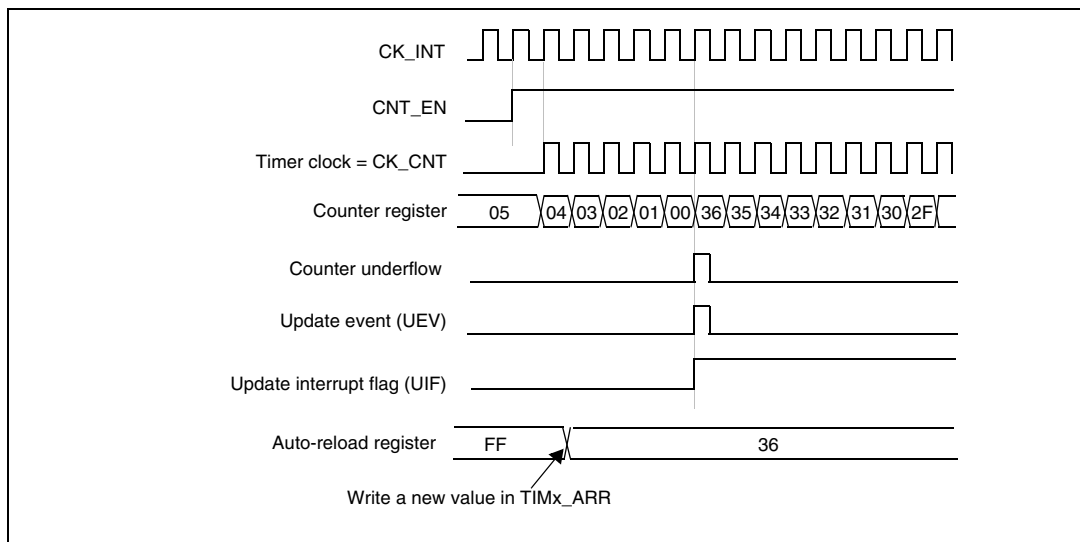 CK_INT
CNT_EN
Timer clock = CK_CNT
Counter register 05 04 03 02 01 00 36 35 34 33 32 31 30 2F
Counter underflow
Update event (UEV)
Update interrupt flag (UIF)
Auto-reload register FF 36
Write a new value in TIMx_ARR